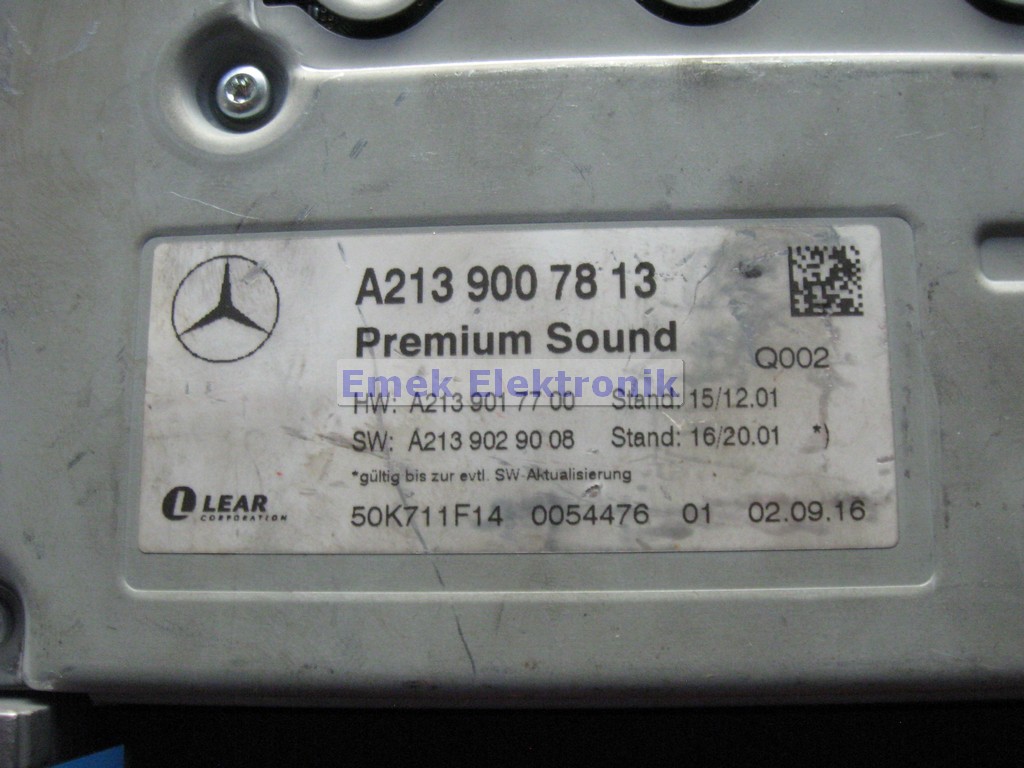 A213 900 78 13
Premium Sound
Q002
Emek Elektronik
HW: A213 901 77 00 Stand: 15/12.01
SW: A213 902 90 08 Stand: 16/20.01 *)
*gültig bis zur evtl. SW-Aktualisierung
LEAR
CORPORATION
50K711F14 0054476 01 02.09.16